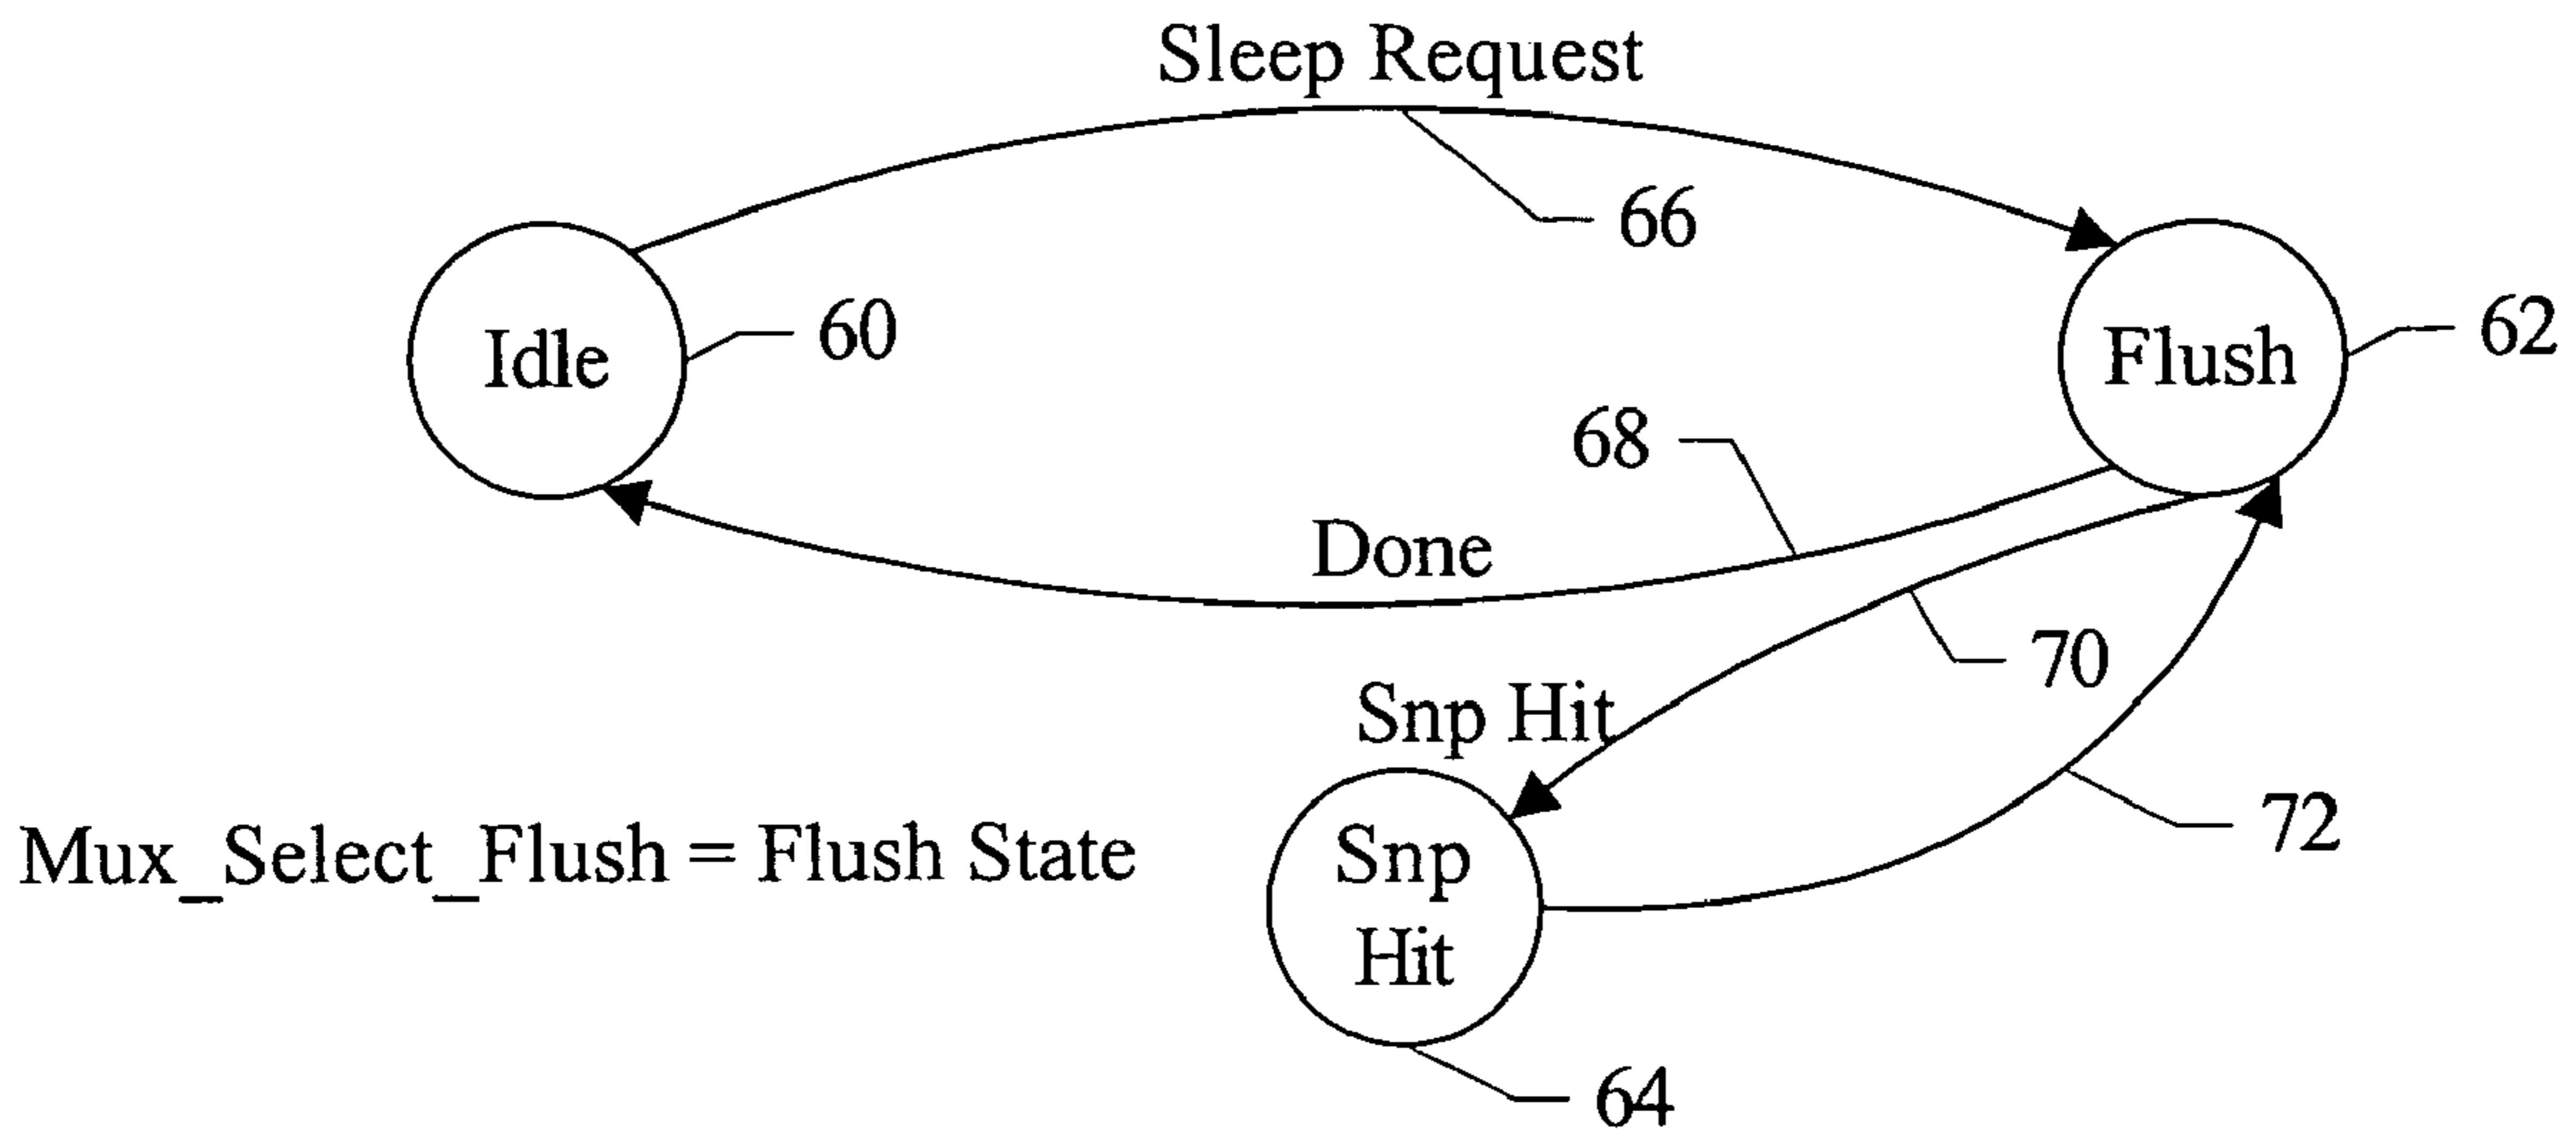 Sleep Request
66
Idle
60
Flush
62
68
Done
70
Snp Hit
72
Mux_Select_Flush = Flush State
Snp
Hit
64